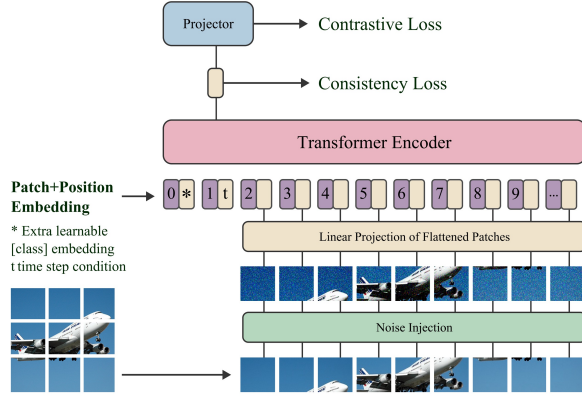 Projector
Contrastive Loss
Consistency Loss
Transformer Encoder
Patch+Position
Embedding
0 * 1 t 2 3 4 5 6 7 8 9 ...
* Extra learnable
[class] embedding
t time step condition
Linear Projection of Flattened Patches
Noise Injection